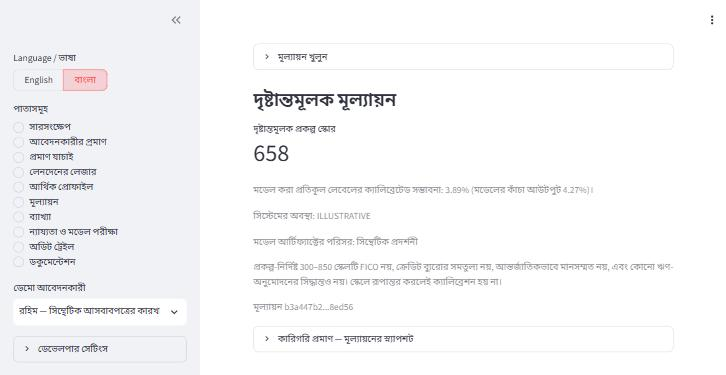 Language / ভাষা
English
বাংলা
পাতাসমূহ
সারসংক্ষেপ
আবেদনকারীর প্রমাণ
প্রমাণ যাচাই
লেনদেনের লেজার
আর্থিক প্রোফাইল
মূল্যায়ন
ব্যাখ্যা
ন্যায্যতা ও মডেল পরীক্ষা
অডিট ট্রেইল
ডকুমেন্টেশন
ডেমো আবেদনকারী
রহিম — সিন্থেটিক আসবাবপত্রের কারখ
ডেভেলপার সেটিংস
মূল্যায়ন খুলুন
দৃষ্টান্তমূলক মূল্যায়ন
দৃষ্টান্তমূলক প্রকল্প স্কোর
658
মডেল করা প্রতিকূল লেবেলের ক্যালিব্রেটেড সম্ভাবনা: 3.89% (মডেলের কাঁচা আউটপুট 4.27%)।
সিস্টেমের অবস্থা: ILLUSTRATIVE
মডেল আর্টিফ্যাক্টের পরিসর: সিন্থেটিক প্রদর্শনী
প্রকল্প-নির্দিষ্ট 300–850 স্কেলটি FICO নয়, ক্রেডিট ব্যুরোর সমতুল্য নয়, আন্তর্জাতিকভাবে মানসম্মত নয়, এবং কোনো ঋণ-
অনুমোদনের সিদ্ধান্তও নয়। স্কেলে রূপান্তর করলেই ক্যালিব্রেশন হয় না।
মূল্যায়ন b3a447b2...8ed56
কারিগরি প্রমাণ — মূল্যায়নের স্ন্যাপশট